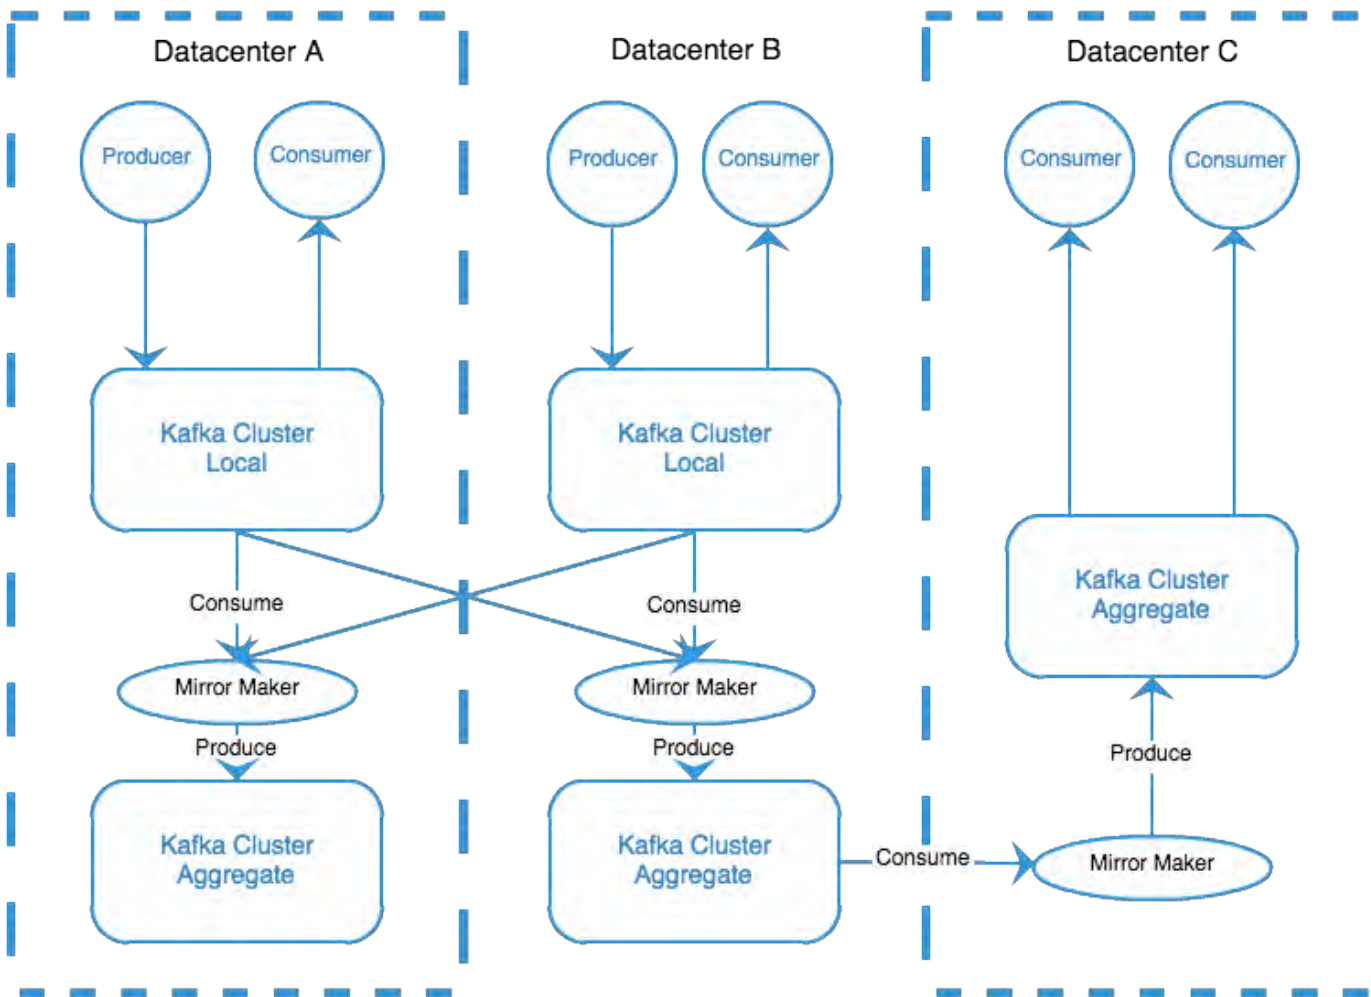 Datacenter A
Datacenter B
Datacenter C
Producer
Consumer
Producer
Consumer
Consumer
Consumer
Kafka Cluster
Local
Kafka Cluster
Local
Kafka Cluster
Aggregate
Consume
Consume
Mirror Maker
Mirror Maker
Produce
Produce
Produce
Kafka Cluster
Aggregate
Kafka Cluster
Aggregate
Consume
Mirror Maker